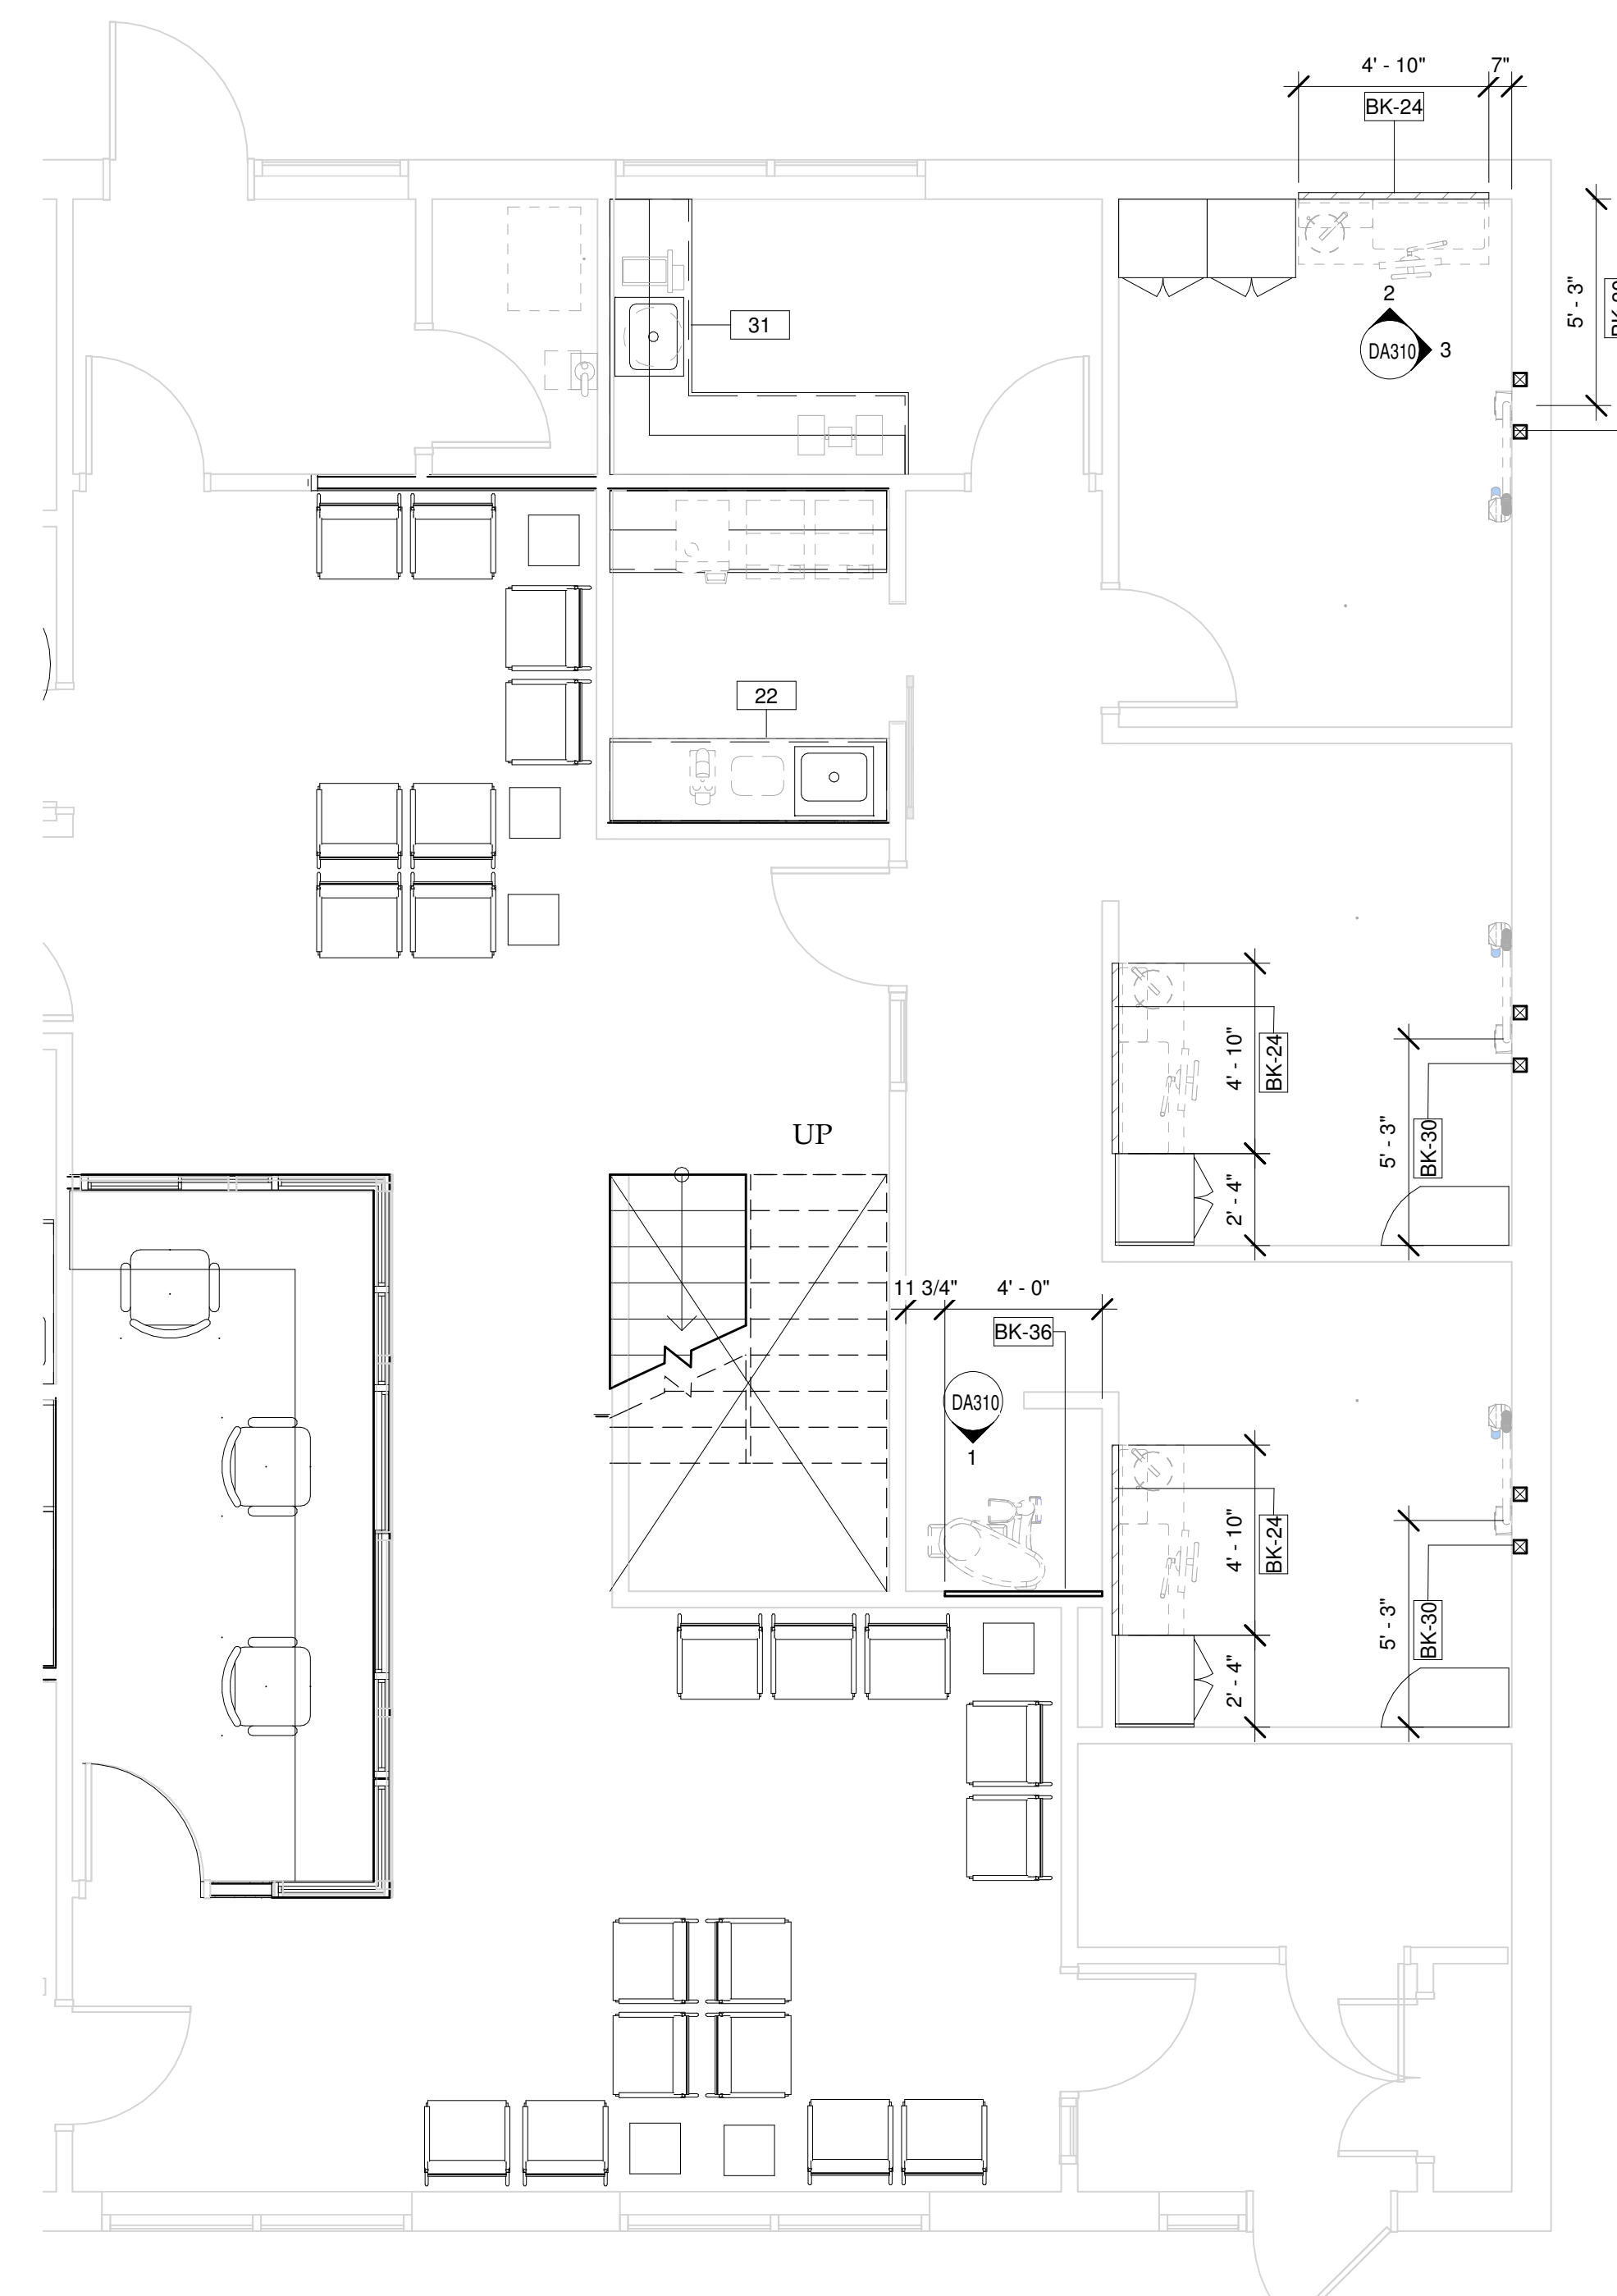 4' - 10"
7"
BK-24
31
2
DA310
3
5' - 3"
22
4' - 10"
BK-24
5' - 3"
BK-30
2' - 4"
UP
11 3/4"
4' - 0"
BK-36
DA310
1
4' - 10"
BK-24
5' - 3"
BK-30
2' - 4"